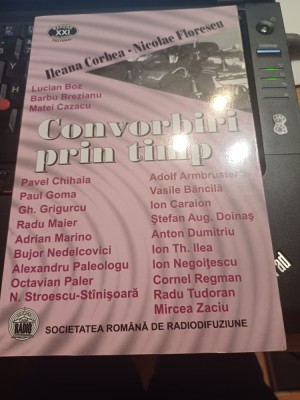 XXI
Ileana Corbea • Nicolae Florescu
Lucian Boz
Barbu Brezianu
Matei Cazacu
Convorbiri
prin timp
Pavel Chihaia
Paul Goma
Gh. Grigurcu
Radu Maier
Adrian Marino
Bujor Nedelcovici
Alexandru Paleologu
Octavian Paler
N. Stroescu-Stînişoară
Adolf Armbruster
Vasile Băncilă
Ion Caraion
Ştefan Aug. Doinaş
Anton Dumitriu
Ion Th. Ilea
Ion Negoiţescu
Cornel Regman
Radu Tudoran
Mircea Zaciu
RADIO
SOCIETATEA ROMÂNĂ DE RADIODIFUZIUNE